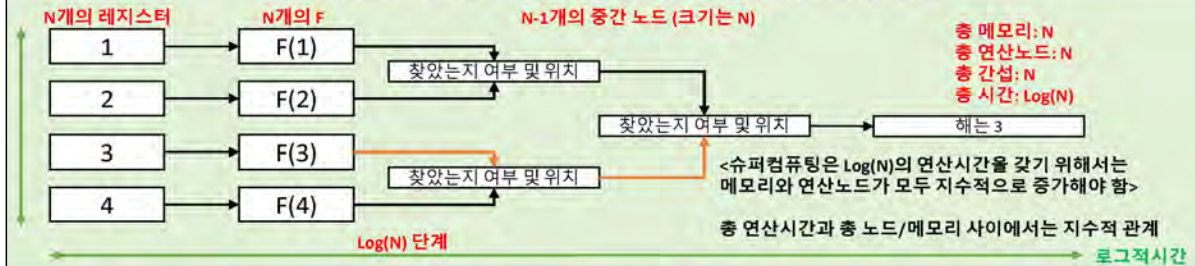 N개의 레지스터
N개의 F
N-1개의 중간 노드 (크기는 N)
총 메모리: N
총 연산노드: N
총 간섭: N
총 시간: Log(N)
1
F(1)
찾았는지 여부 및 위치
2
F(2)
찾았는지 여부 및 위치
해는 3
3
F(3)
찾았는지 여부 및 위치
4
F(4)
<슈퍼컴퓨팅은 Log(N)의 연산시간을 갖기 위해서는
메모리와 연산노드가 모두 지수적으로 증가해야 함>
총 연산시간과 총 노드/메모리 사이에서는 지수적 관계
Log(N) 단계
로그적시간